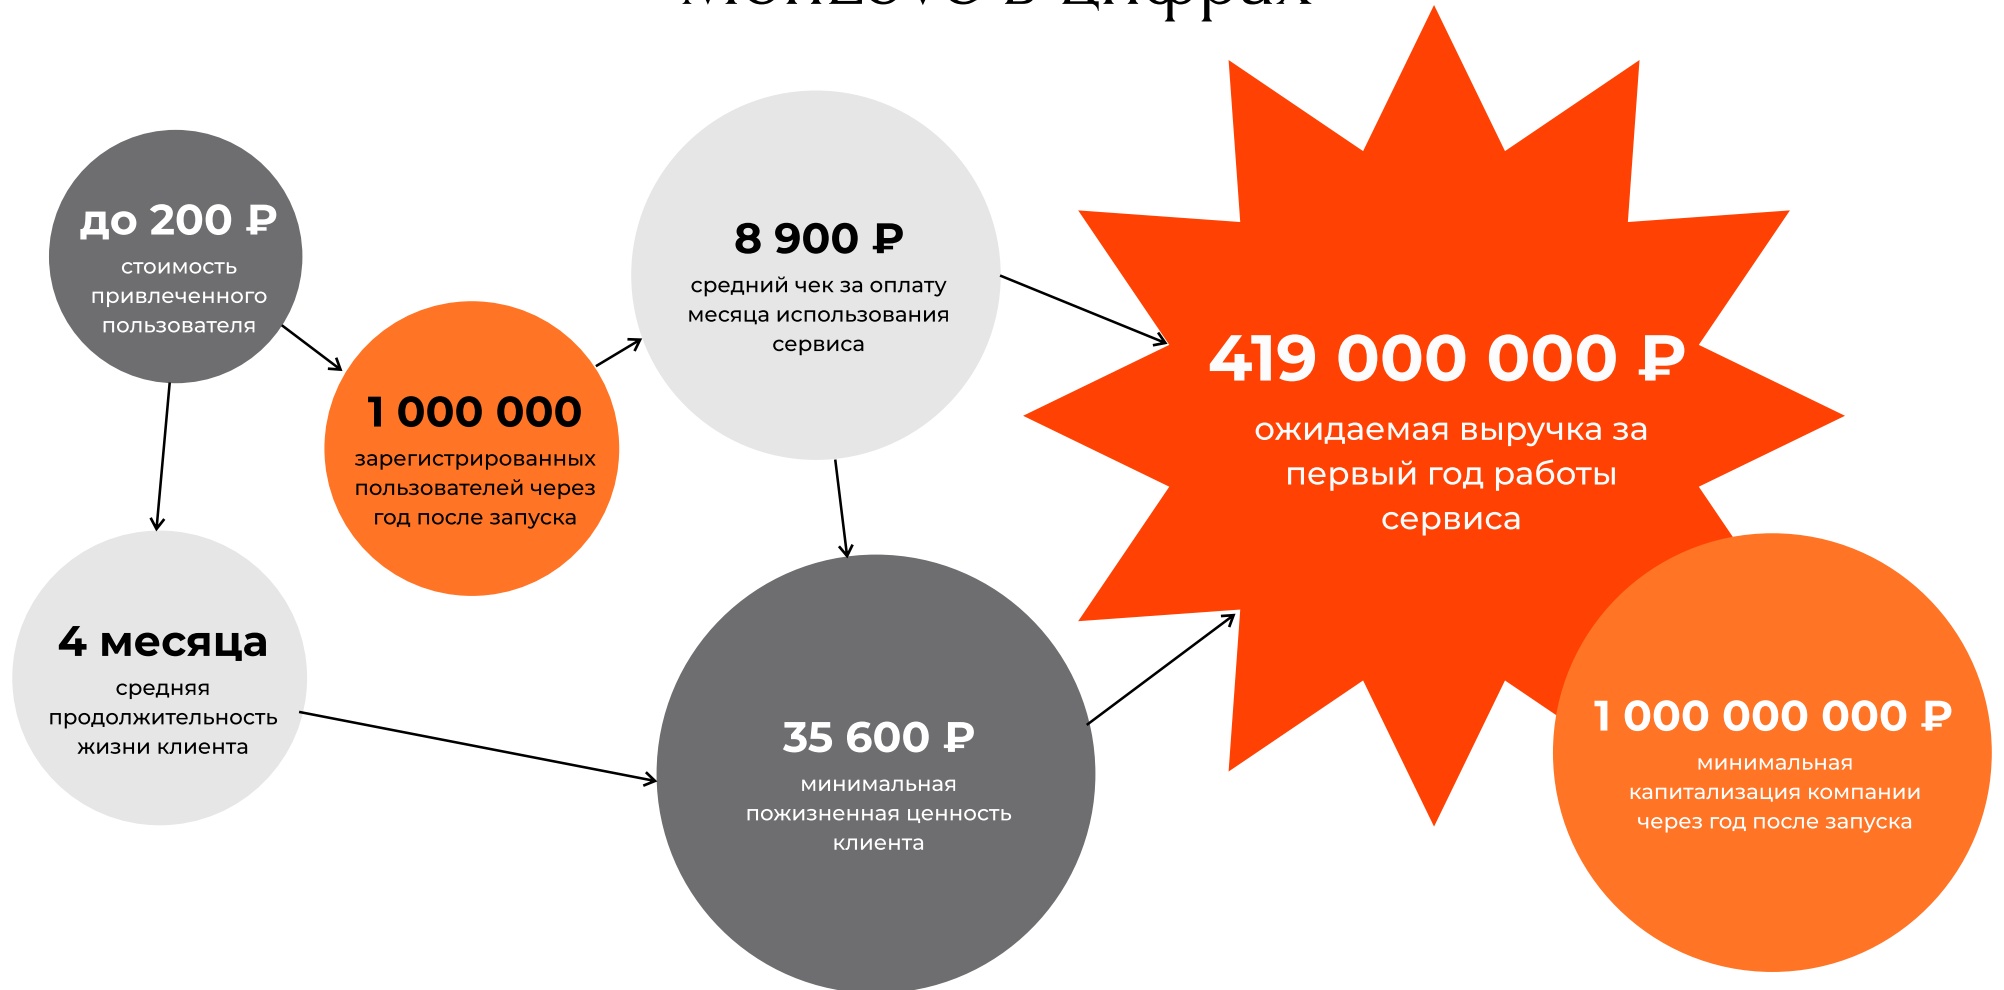 в цифрах
до 200 ₽
стоимость
привлеченного
пользователя
1 000 000
зарегистрированных
пользователей через
год после запуска
8 900 ₽
средний чек за оплату
месяца использования
сервиса
419 000 000 ₽
ожидаемая выручка за
первый год работы
сервиса
4 месяца
средняя
продолжительность
жизни клиента
35 600 ₽
минимальная
пожизненная ценность
клиента
1 000 000 000 ₽
минимальная
капитализация компании
через год после запуска